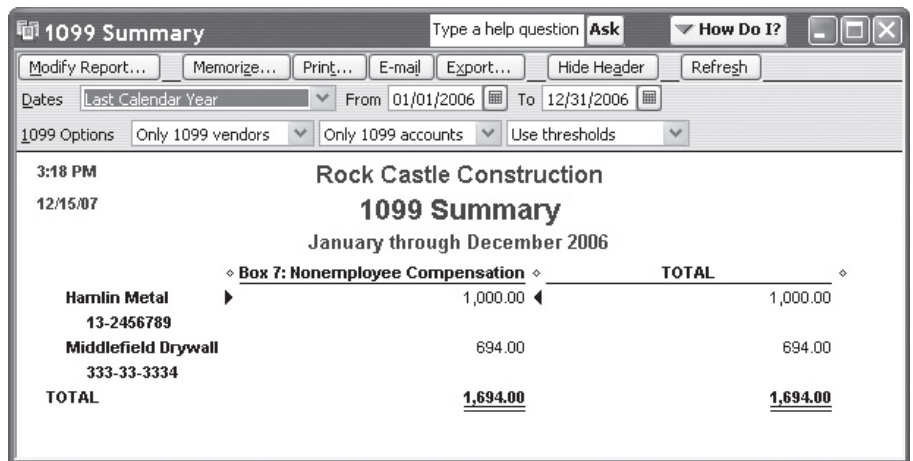 1099 Summary Type a help question Ask How Do I?
Modify Report... Memorize... Print... E-mail Export... Hide Header Refresh
Dates Last Calendar Year From 01/01/2006 To 12/31/2006
1099 Options Only 1099 vendors Only 1099 accounts Use thresholds
3:18 PM Rock Castle Construction
12/15/07 1099 Summary
January through December 2006
Box 7: Nonemployee Compensation TOTAL
Hamlin Metal 1,000.00 1,000.00
13-2456789
Middlefield Drywall 694.00 694.00
333-33-3334
TOTAL 1,694.00 1,694.00